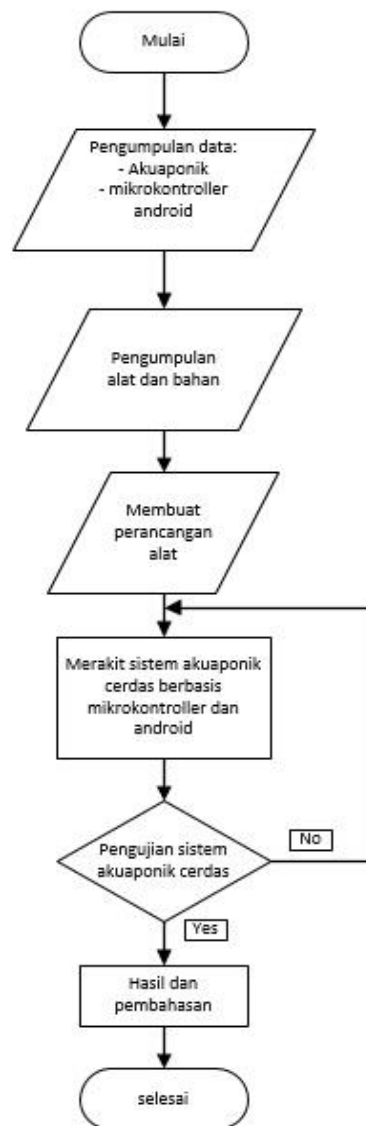 Mulai
Pengumpulan data:
- Akuaponik
- mikrokontroller
android
Pengumpulan
alat dan bahan
Membuat
perancangan
alat
Merakit sistem akuaponik
cerdas berbasis
mikrokontroller dan
android
Pengujian sistem
akuaponik cerdas
No
Yes
Hasil dan
pembahasan
selesai